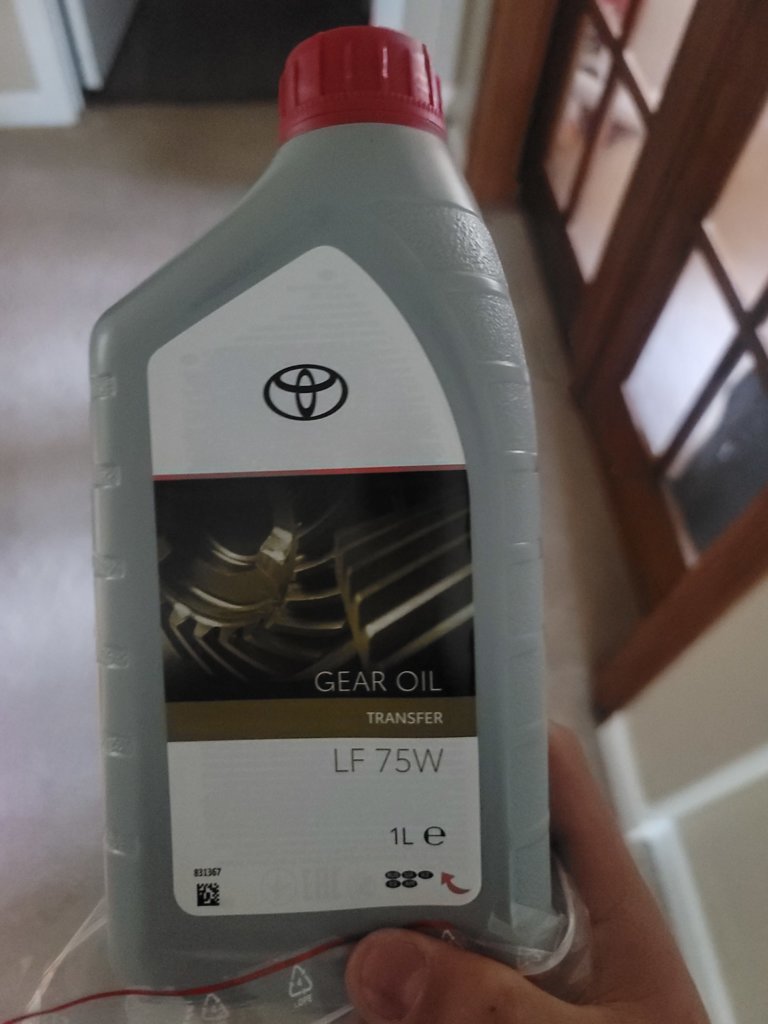 GEAR OIL
TRANSFER
LF 75W
1L ℮
831367